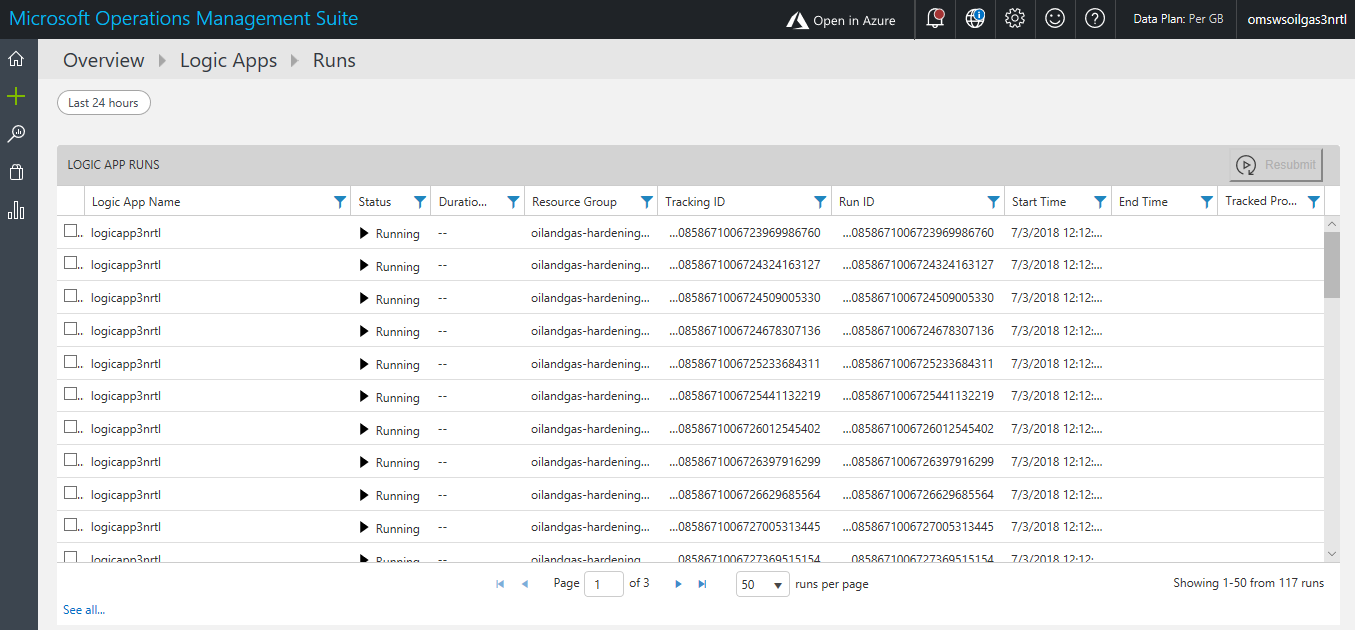 Microsoft Operations Management Suite Open in Azure Data Plan: Per GB omswsoilgas3nrtl
Overview Logic Apps Runs
Last 24 hours
LOGIC APP RUNS Resubmit
Logic App Name Status Duratio... Resource Group Tracking ID Run ID Start Time End Time Tracked Pro...
logicapp3nrtl Running -- oilandgas-hardening... ...0858671006723969986760 ...0858671006723969986760 7/3/2018 12:12:...
logicapp3nrtl Running -- oilandgas-hardening... ...0858671006724324163127 ...0858671006724324163127 7/3/2018 12:12:...
logicapp3nrtl Running -- oilandgas-hardening... ...0858671006724509005330 ...0858671006724509005330 7/3/2018 12:12:...
logicapp3nrtl Running -- oilandgas-hardening... ...0858671006724678307136 ...0858671006724678307136 7/3/2018 12:12:...
logicapp3nrtl Running -- oilandgas-hardening... ...0858671006725233684311 ...0858671006725233684311 7/3/2018 12:12:...
logicapp3nrtl Running -- oilandgas-hardening... ...0858671006725441132219 ...0858671006725441132219 7/3/2018 12:12:...
logicapp3nrtl Running -- oilandgas-hardening... ...0858671006726012545402 ...0858671006726012545402 7/3/2018 12:12:...
logicapp3nrtl Running -- oilandgas-hardening... ...0858671006726397916299 ...0858671006726397916299 7/3/2018 12:12:...
logicapp3nrtl Running -- oilandgas-hardening... ...0858671006726629685564 ...0858671006726629685564 7/3/2018 12:12:...
logicapp3nrtl Running -- oilandgas-hardening... ...0858671006727005313445 ...0858671006727005313445 7/3/2018 12:12:...
logicapp3nrtl Running -- oilandgas-hardening... ...0858671006727369515154 ...0858671006727369515154 7/3/2018 12:12:...
Page 1 of 3 50 runs per page Showing 1-50 from 117 runs
See all...